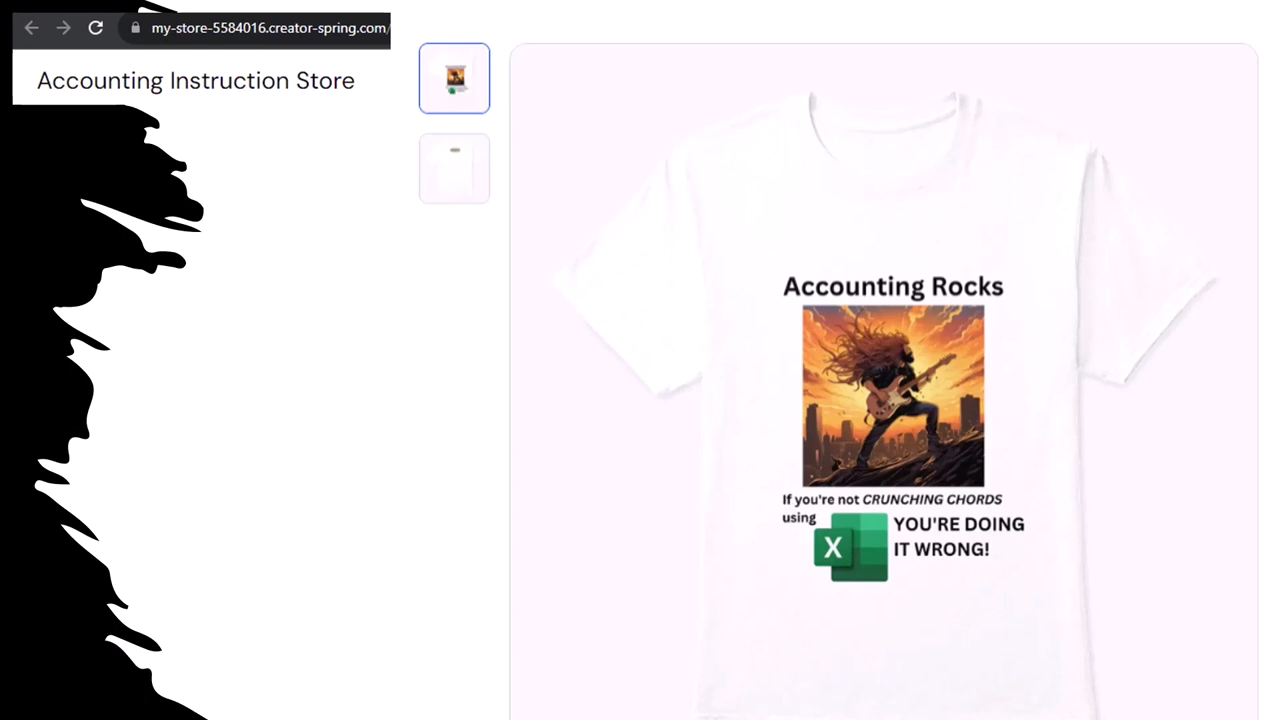 my-store-5584016.creator-spring.com/
Accounting Instruction Store
Accounting Rocks
If you're not CRUNCHING CHORDS
using
X
YOU'RE DOING
IT WRONG!